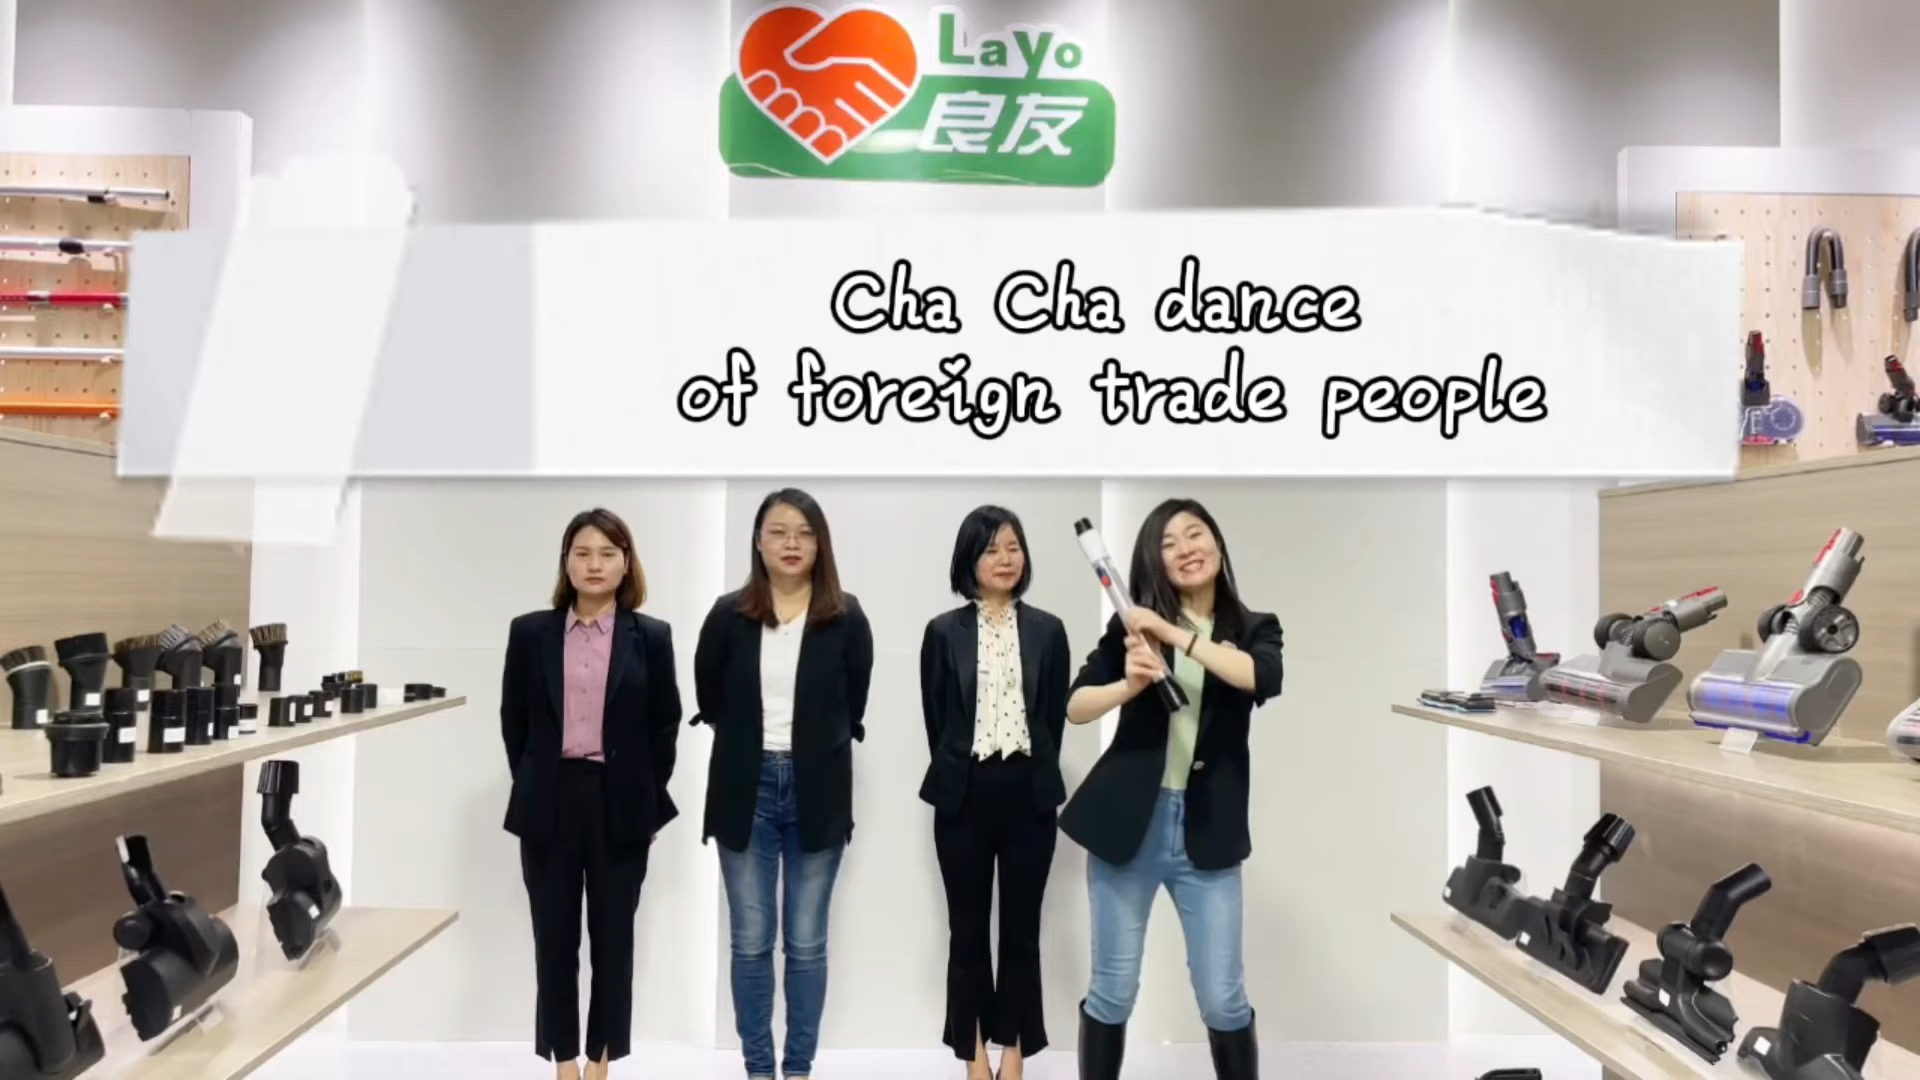 Layo
良友
Cha Cha dance
of foreign trade people